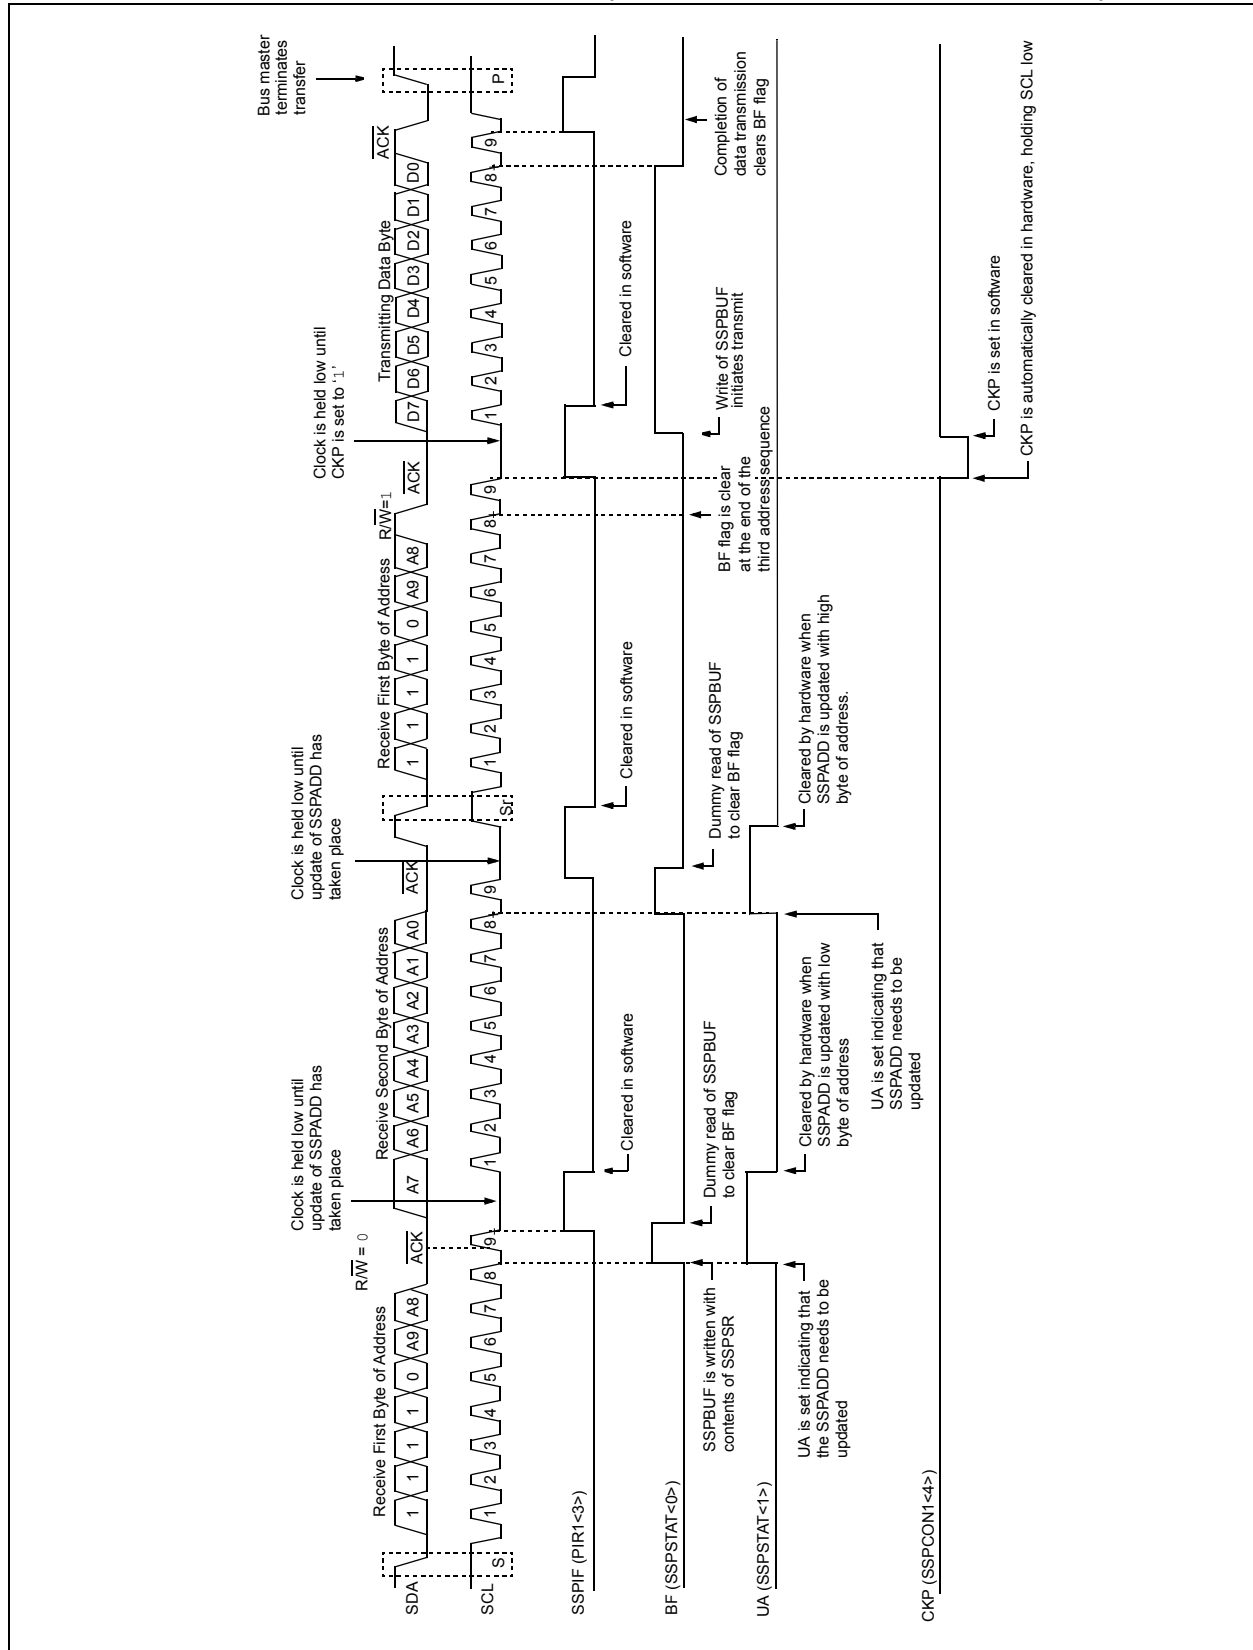 Bus master
terminates
transfer
Clock is held low until
CKP is set to ‘1’
Clock is held low until
update of SSPADD has
taken place
Clock is held low until
update of SSPADD has
taken place
Receive First Byte of Address
R/W = 0
Receive Second Byte of Address
Receive First Byte of Address
R/W=1
Transmitting Data Byte
ACK
ACK
ACK
ACK
SDA
1 1 1 1 0 A9 A8
A7 A6 A5 A4 A3 A2 A1 A0
1 1 1 1 0 A9 A8
D7 D6 D5 D4 D3 D2 D1 D0
SCL
S
1 2 3 4 5 6 7 8 9
1 2 3 4 5 6 7 8 9
Sr
1 2 3 4 5 6 7 8 9
1 2 3 4 5 6 7 8 9
P
SSPIF (PIR1<3>)
Cleared in software
Cleared in software
Cleared in software
BF (SSPSTAT<0>)
SSPBUF is written with
contents of SSPSR
Dummy read of SSPBUF
to clear BF flag
Dummy read of SSPBUF
to clear BF flag
BF flag is clear
at the end of the
third address sequence
Write of SSPBUF
initiates transmit
Completion of
data transmission
clears BF flag
UA (SSPSTAT<1>)
UA is set indicating that
the SSPADD needs to be
updated
Cleared by hardware when
SSPADD is updated with low
byte of address
UA is set indicating that
SSPADD needs to be
updated
Cleared by hardware when
SSPADD is updated with high
byte of address.
CKP (SSPCON1<4>)
CKP is set in software
CKP is automatically cleared in hardware, holding SCL low